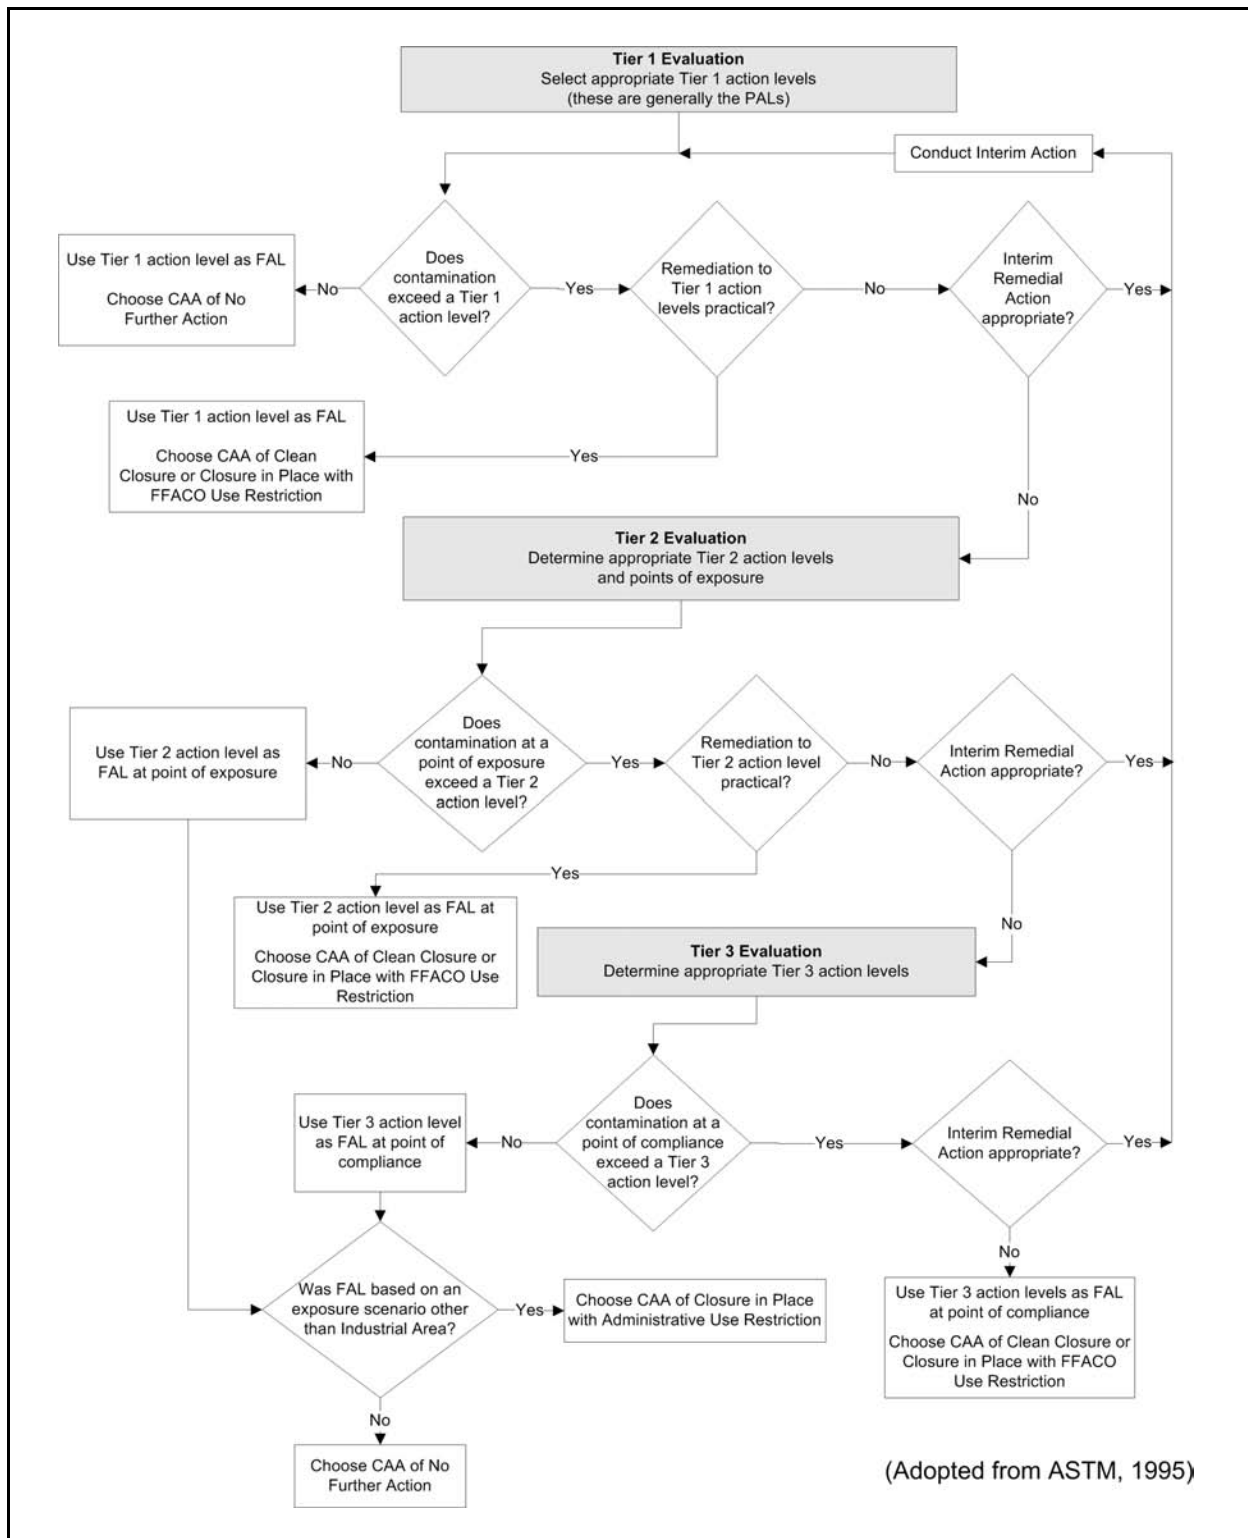 Tier 1 Evaluation
Select appropriate Tier 1 action levels
(these are generally the PALs)
Conduct Interim Action
Does
contamination
exceed a Tier 1
action level?
Remediation to
Tier 1 action
levels practical?
Interim
Remedial
Action
appropriate?
Use Tier 1 action level as FAL
Choose CAA of No
Further Action
No
Yes
No
Yes
Use Tier 1 action level as FAL
Choose CAA of Clean
Closure or Closure in Place with
FFACO Use Restriction
Yes
No
Tier 2 Evaluation
Determine appropriate Tier 2 action levels
and points of exposure
Use Tier 2 action level as
FAL at point of exposure
No
Does
contamination at a
point of exposure
exceed a Tier 2
action level?
Yes
Remediation to
Tier 2 action level
practical?
No
Interim Remedial
Action appropriate?
Yes
Yes
Use Tier 2 action level as FAL at
point of exposure
Choose CAA of Clean Closure or
Closure in Place with FFACO Use
Restriction
No
Tier 3 Evaluation
Determine appropriate Tier 3 action levels
Use Tier 3 action level
as FAL at point of
compliance
No
Does
contamination at a
point of compliance
exceed a Tier 3
action level?
Yes
Interim Remedial
Action appropriate?
Yes
No
Use Tier 3 action levels as FAL
at point of compliance
Choose CAA of Clean Closure or
Closure in Place with FFACO
Use Restriction
Was FAL based on an
exposure scenario other
than Industrial Area?
Yes
Choose CAA of Closure in Place
with Administrative Use Restriction
No
Choose CAA of No
Further Action
(Adopted from ASTM, 1995)